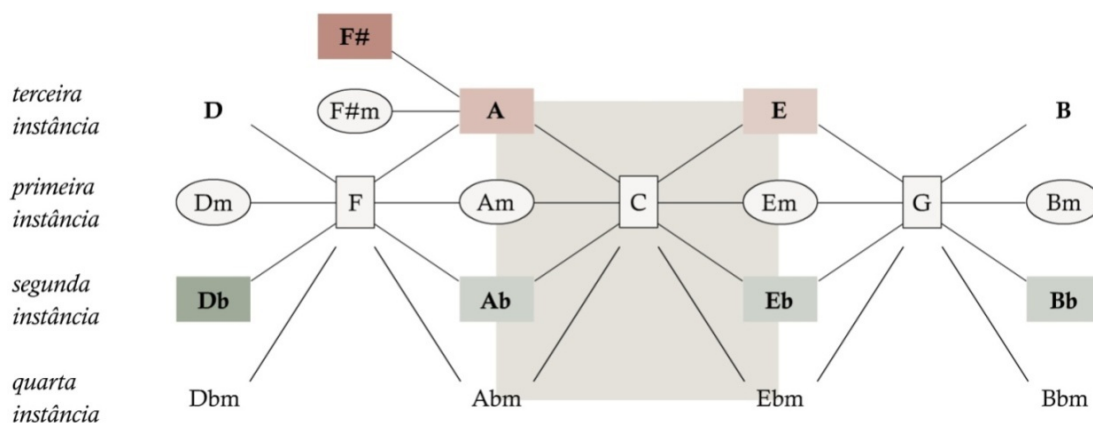 F#
terceira
instância
D F#m A E B
primeira
instância
Dm F Am C Em G Bm
segunda
instância
Db Ab Eb Bb
quarta
instância
Dbm Abm Ebm Bbm